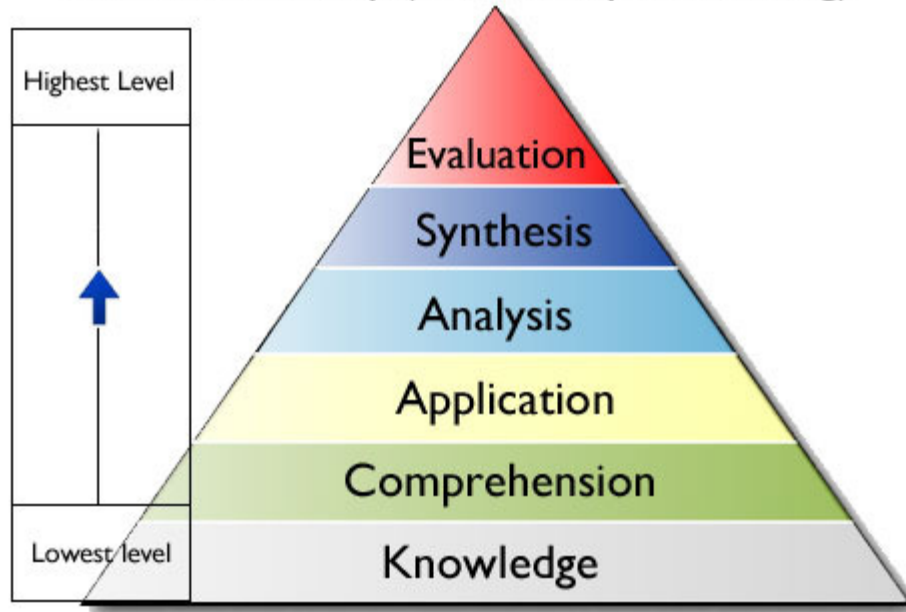 Highest Level
Evaluation
Synthesis
Analysis
Application
Comprehension
Lowest level
Knowledge